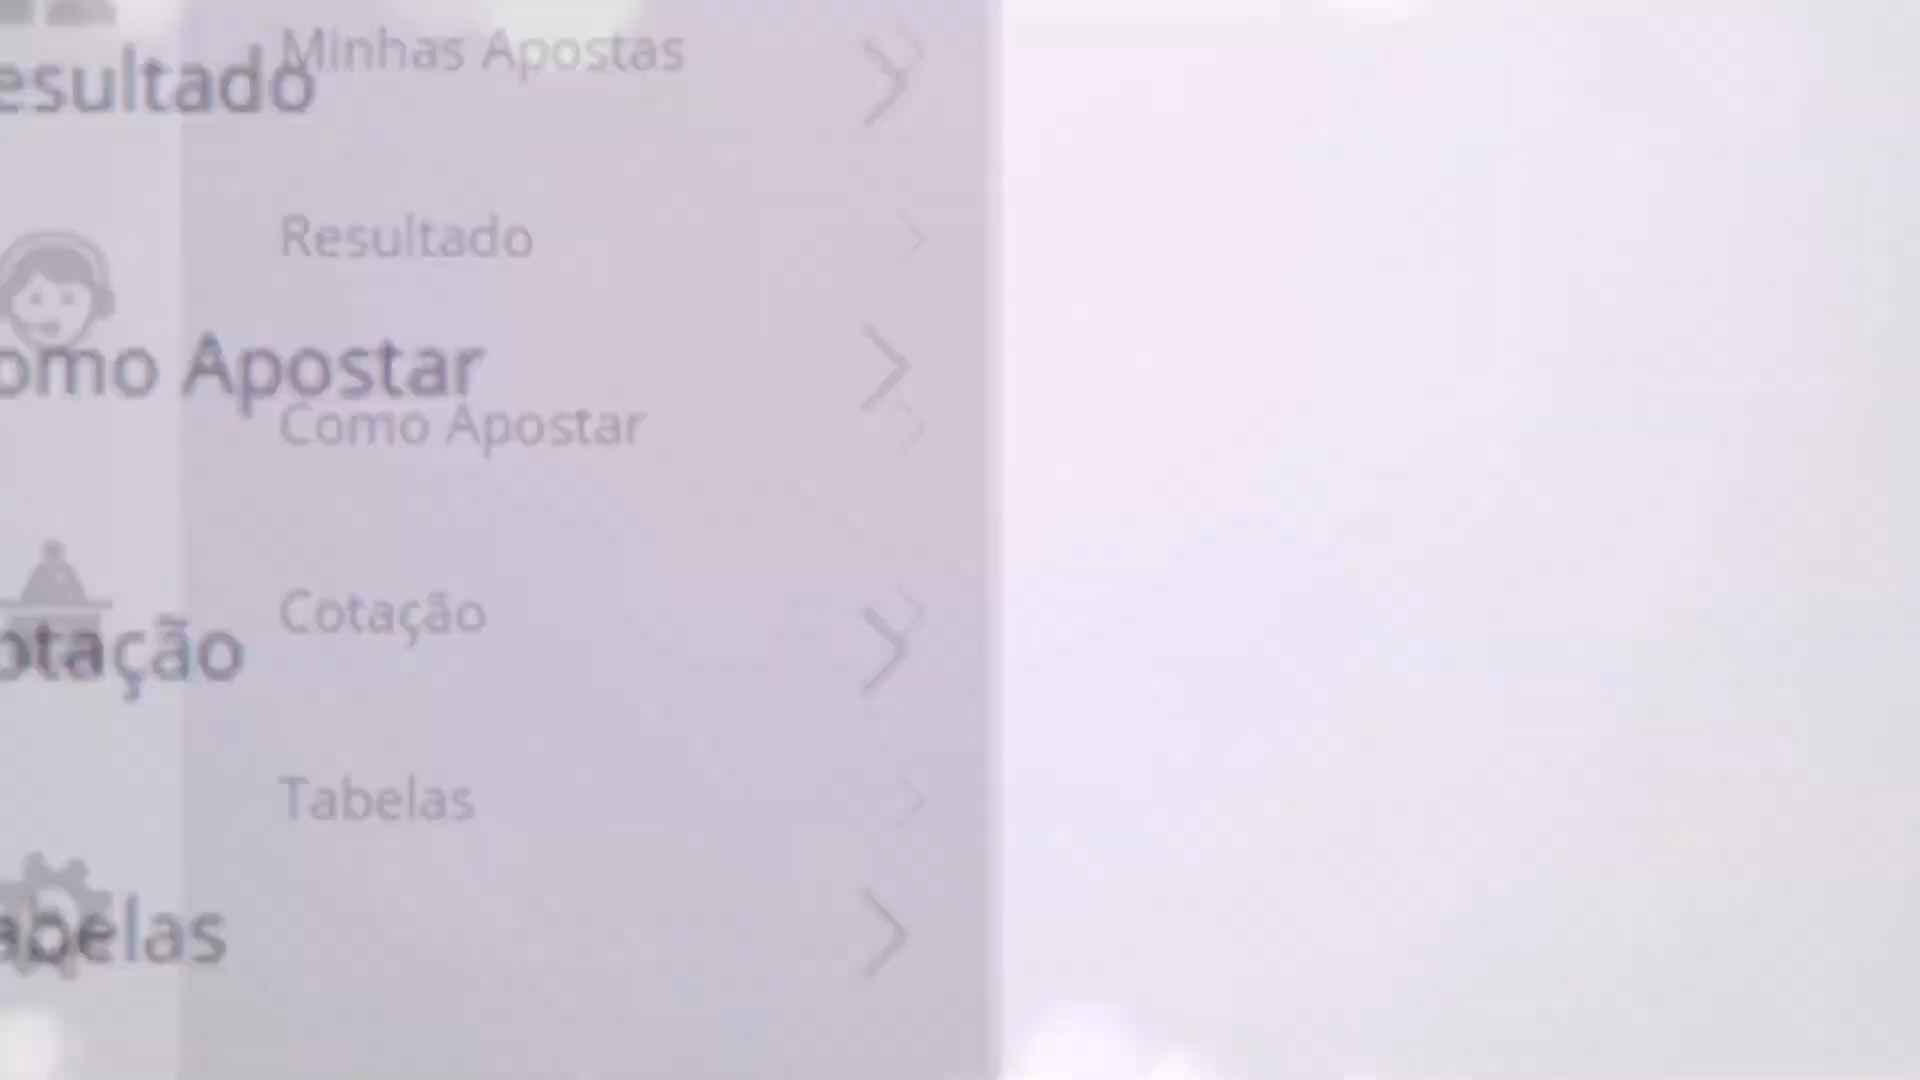 Minhas Apostas
esultado
Resultado
omo Apostar
Como Apostar
Cotação
otação
Tabelas
abelas